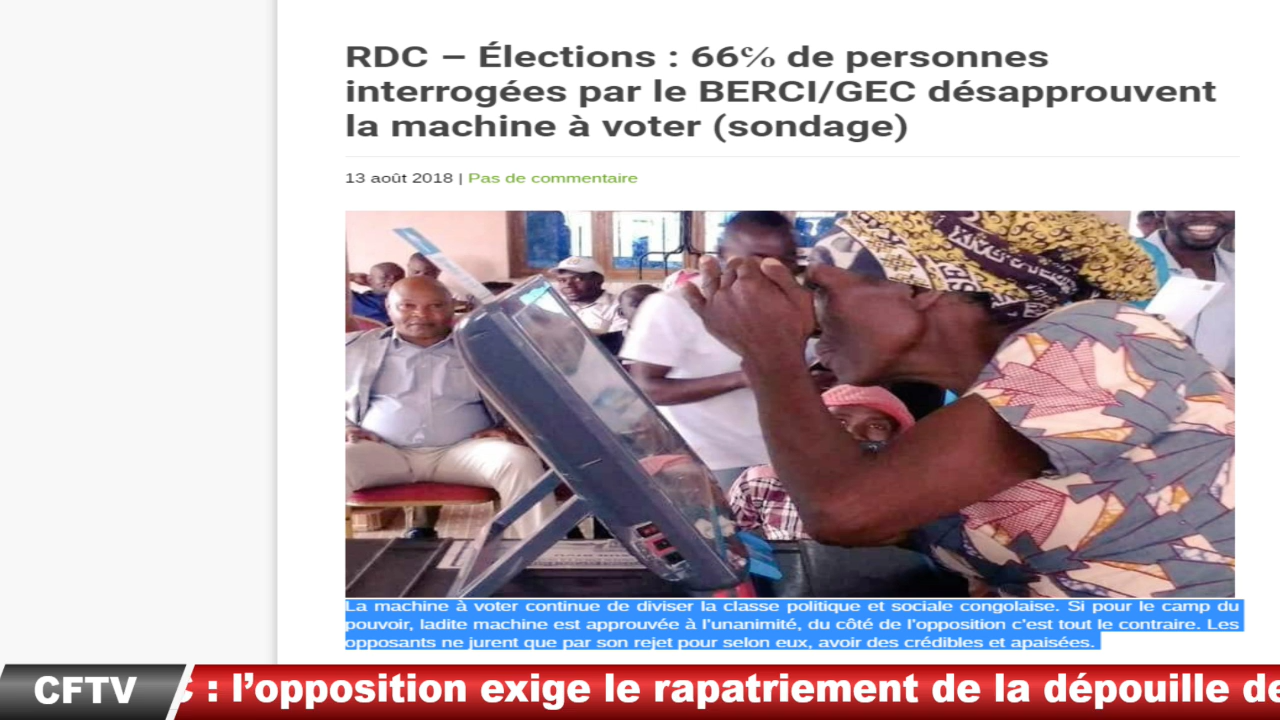 RDC – Élections : 66% de personnes
interrogées par le BERCI/GEC désapprouvent
la machine à voter (sondage)
13 août 2018 | Pas de commentaire
La machine à voter continue de diviser la classe politique et sociale congolaise. Si pour le camp du
pouvoir, ladite machine est approuvée à l'unanimité, du côté de l'opposition c'est tout le contraire. Les
opposants ne jurent que par son rejet pour selon eux, avoir des crédibles et apaisées.
CFTV : l'opposition exige le rapatriement de la dépouille de